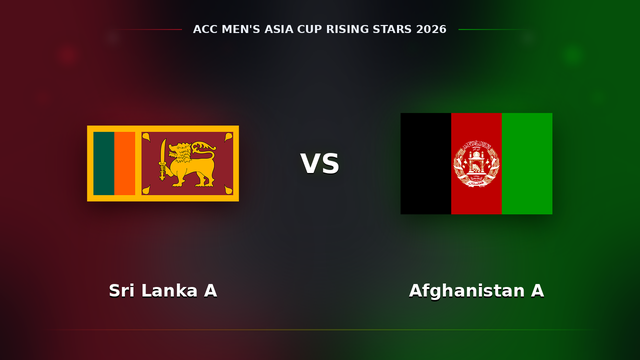 ACC MEN'S ASIA CUP RISING STARS 2026
VS
Sri Lanka A
Afghanistan A